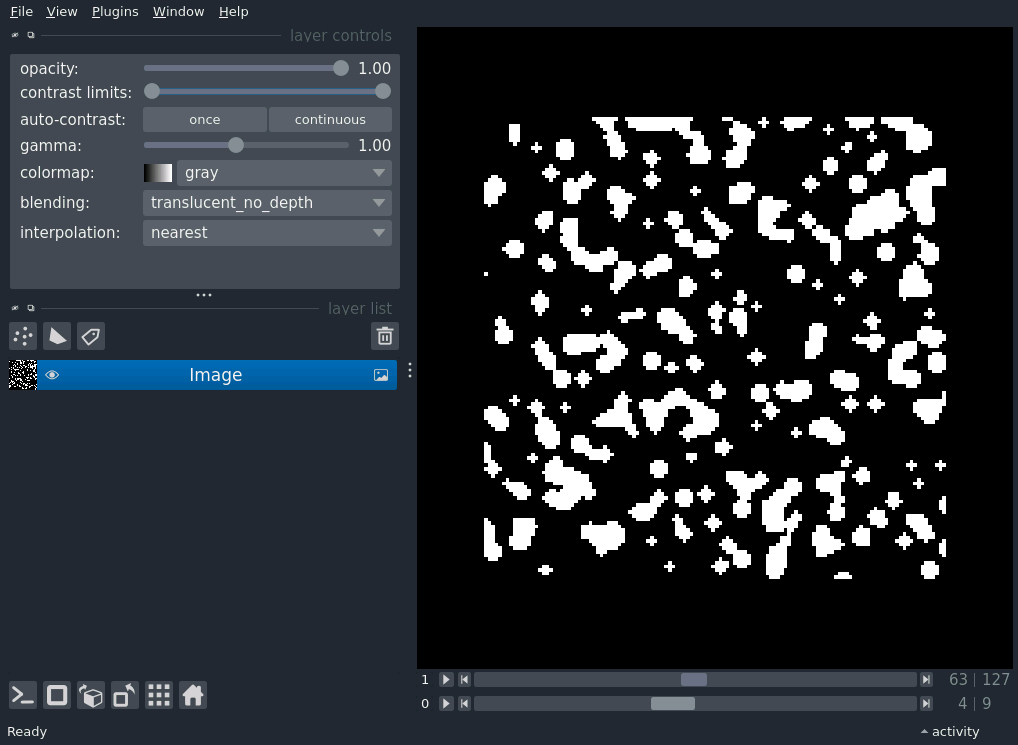 File View Plugins Window Help
layer controls
opacity: 1.00
contrast limits:
auto-contrast: once continuous
gamma: 1.00
colormap: gray
blending: translucent_no_depth
interpolation: nearest
layer list
Image
1 63 | 127
0 4 | 9
Ready activity